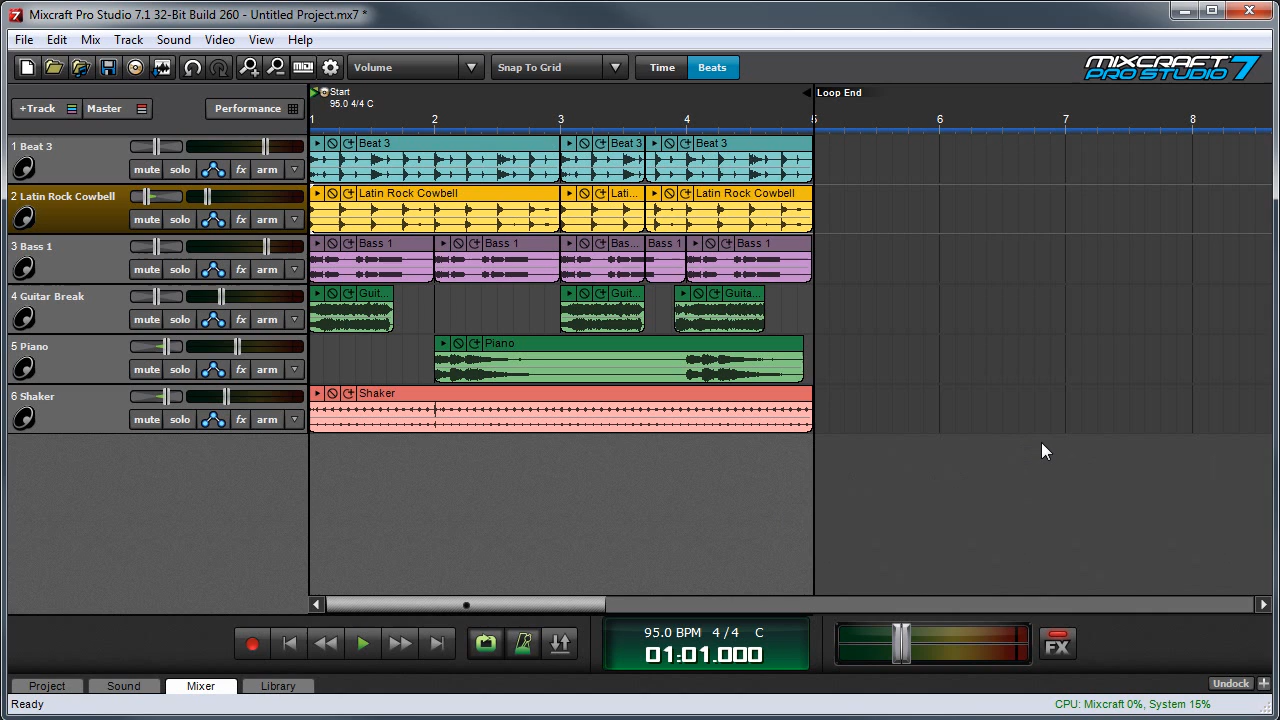 Mixcraft Pro Studio 7.1 32-Bit Build 260 - Untitled Project.mx7 *
File Edit Mix Track Sound Video View Help
Volume Snap To Grid Time Beats
MIXCRAFT
PRO STUDIO 7
+Track Master Performance
Start
95.0 4/4 C
Loop End
1 2 3 4 5 6 7 8
1 Beat 3
mute solo fx arm
Beat 3 Beat 3 Beat 3
2 Latin Rock Cowbell
mute solo fx arm
Latin Rock Cowbell Lati... Latin Rock Cowbell
3 Bass 1
mute solo fx arm
Bass 1 Bass 1 Bas... Bass 1 Bass 1
4 Guitar Break
mute solo fx arm
Guit... Guit... Guita...
5 Piano
mute solo fx arm
Piano
6 Shaker
mute solo fx arm
Shaker
95.0 BPM 4 / 4 C
01:01.000
FX
Project Sound Mixer Library
Undock
Ready
CPU: Mixcraft 0%, System 15%